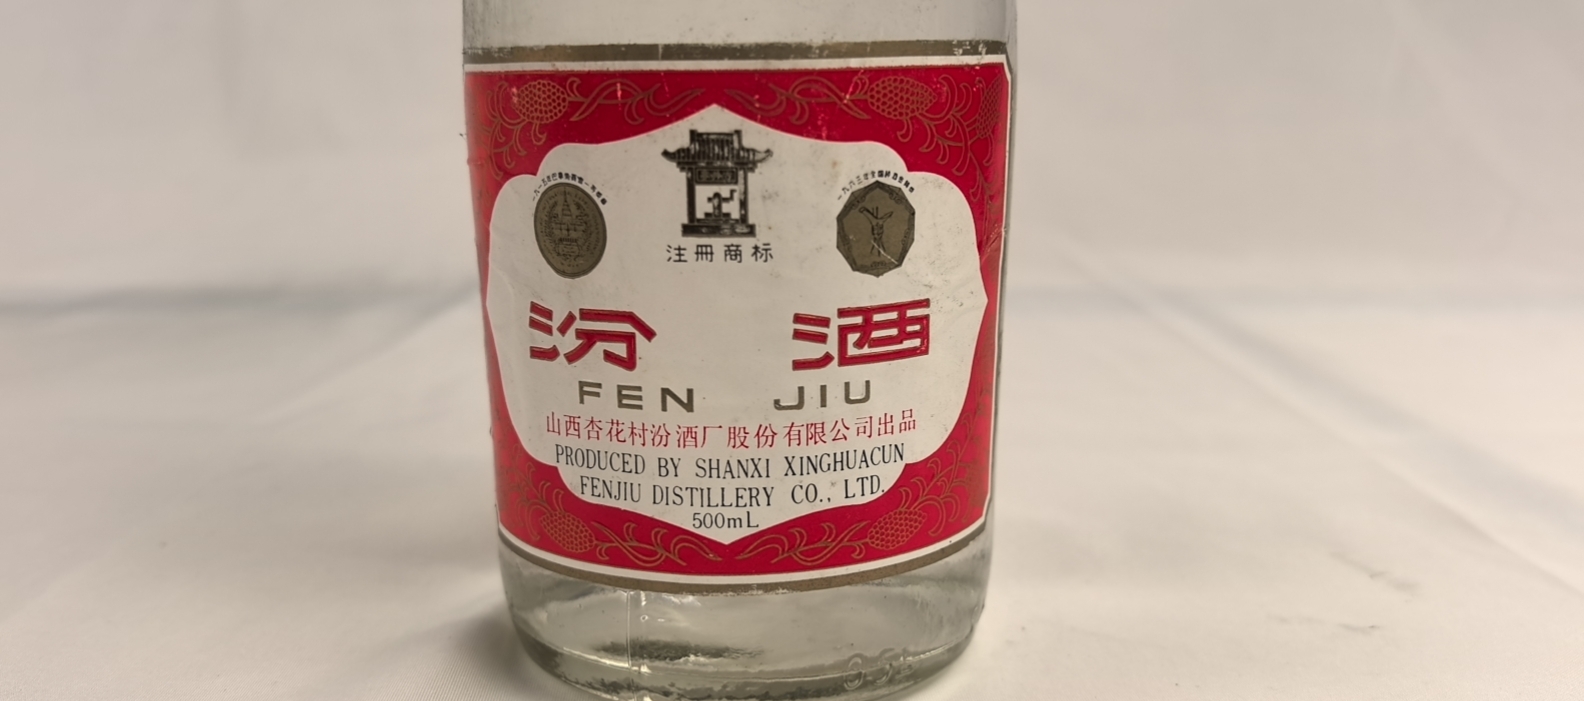 注冊商标
汾 酒
FEN JIU
山西杏花村汾酒厂股份有限公司出品
PRODUCED BY SHANXI XINGHUACUN
FENJIU DISTILLERY CO., LTD.
500mL